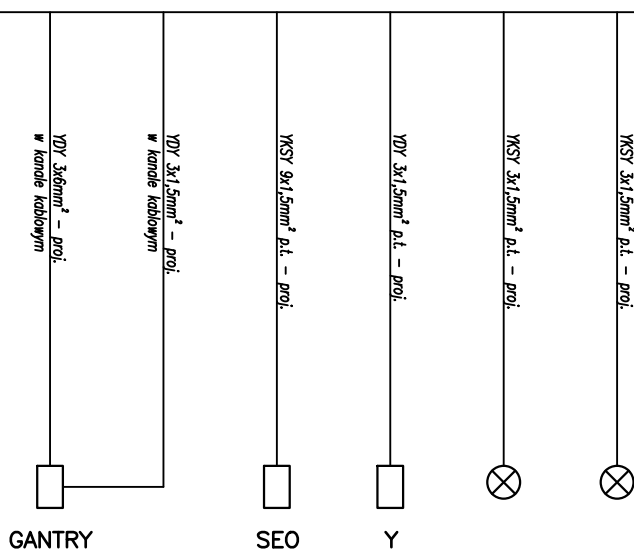 YDY 3x6mm² – proj.
w kanale kablowym
YDY 3x1,5mm² – proj.
w kanale kablowym
YKSY 9x1,5mm² p.t. – proj.
YDY 3x1,5mm² p.t. – proj.
YKSY 3x1,5mm² p.t. – proj.
YKSY 3x1,5mm² p.t. – proj.
GANTRY
SEO
Y